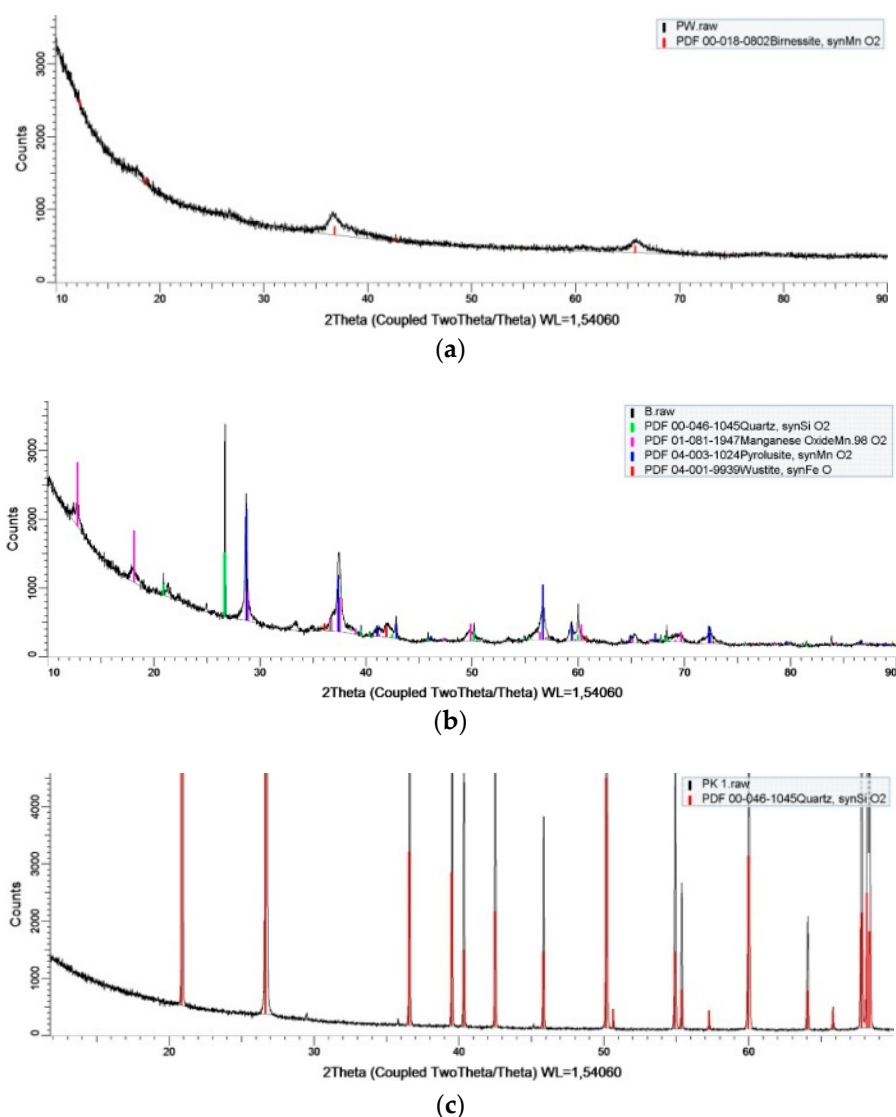 PW.raw
PDF 00-018-0802Birnessite, synMn O2
3000
2000
1000
0
Counts
10 20 30 40 50 60 70 80 90
2Theta (Coupled TwoTheta/Theta) WL=1,54060
(a)
B.raw
PDF 00-046-1045Quartz, synSi O2
PDF 01-081-1947Manganese OxideMn.98 O2
PDF 04-003-1024Pyrolusite, synMn O2
PDF 04-001-9939Wustite, synFe O
3000
2000
1000
0
Counts
10 20 30 40 50 60 70 80 90
2Theta (Coupled TwoTheta/Theta) WL=1,54060
(b)
PK 1.raw
PDF 00-046-1045Quartz, synSi O2
4000
3000
2000
1000
0
Counts
20 30 40 50 60
2Theta (Coupled TwoTheta/Theta) WL=1,54060
(c)